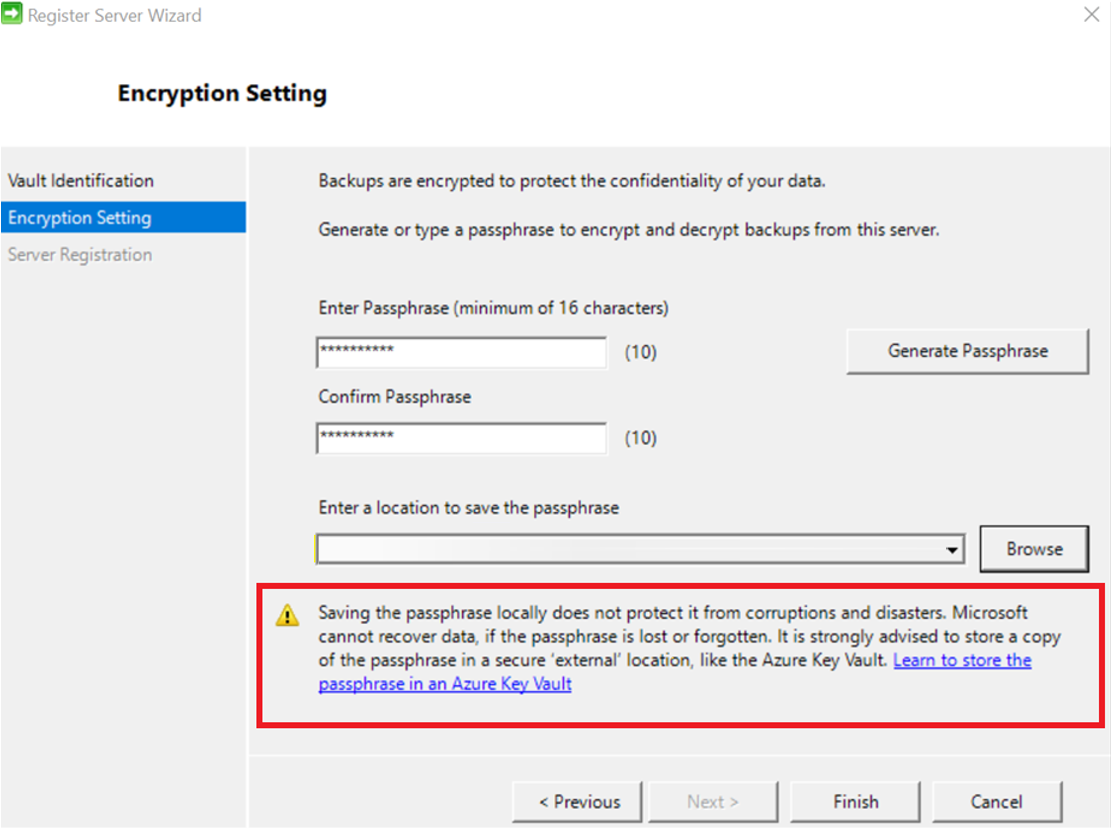 Register Server Wizard
Encryption Setting
Vault Identification
Encryption Setting
Server Registration
Backups are encrypted to protect the confidentiality of your data.
Generate or type a passphrase to encrypt and decrypt backups from this server.
Enter Passphrase (minimum of 16 characters)
********** (10)
Generate Passphrase
Confirm Passphrase
********** (10)
Enter a location to save the passphrase
Browse
Saving the passphrase locally does not protect it from corruptions and disasters. Microsoft
cannot recover data, if the passphrase is lost or forgotten. It is strongly advised to store a copy
of the passphrase in a secure ‘external’ location, like the Azure Key Vault. Learn to store the
passphrase in an Azure Key Vault
< Previous
Next >
Finish
Cancel